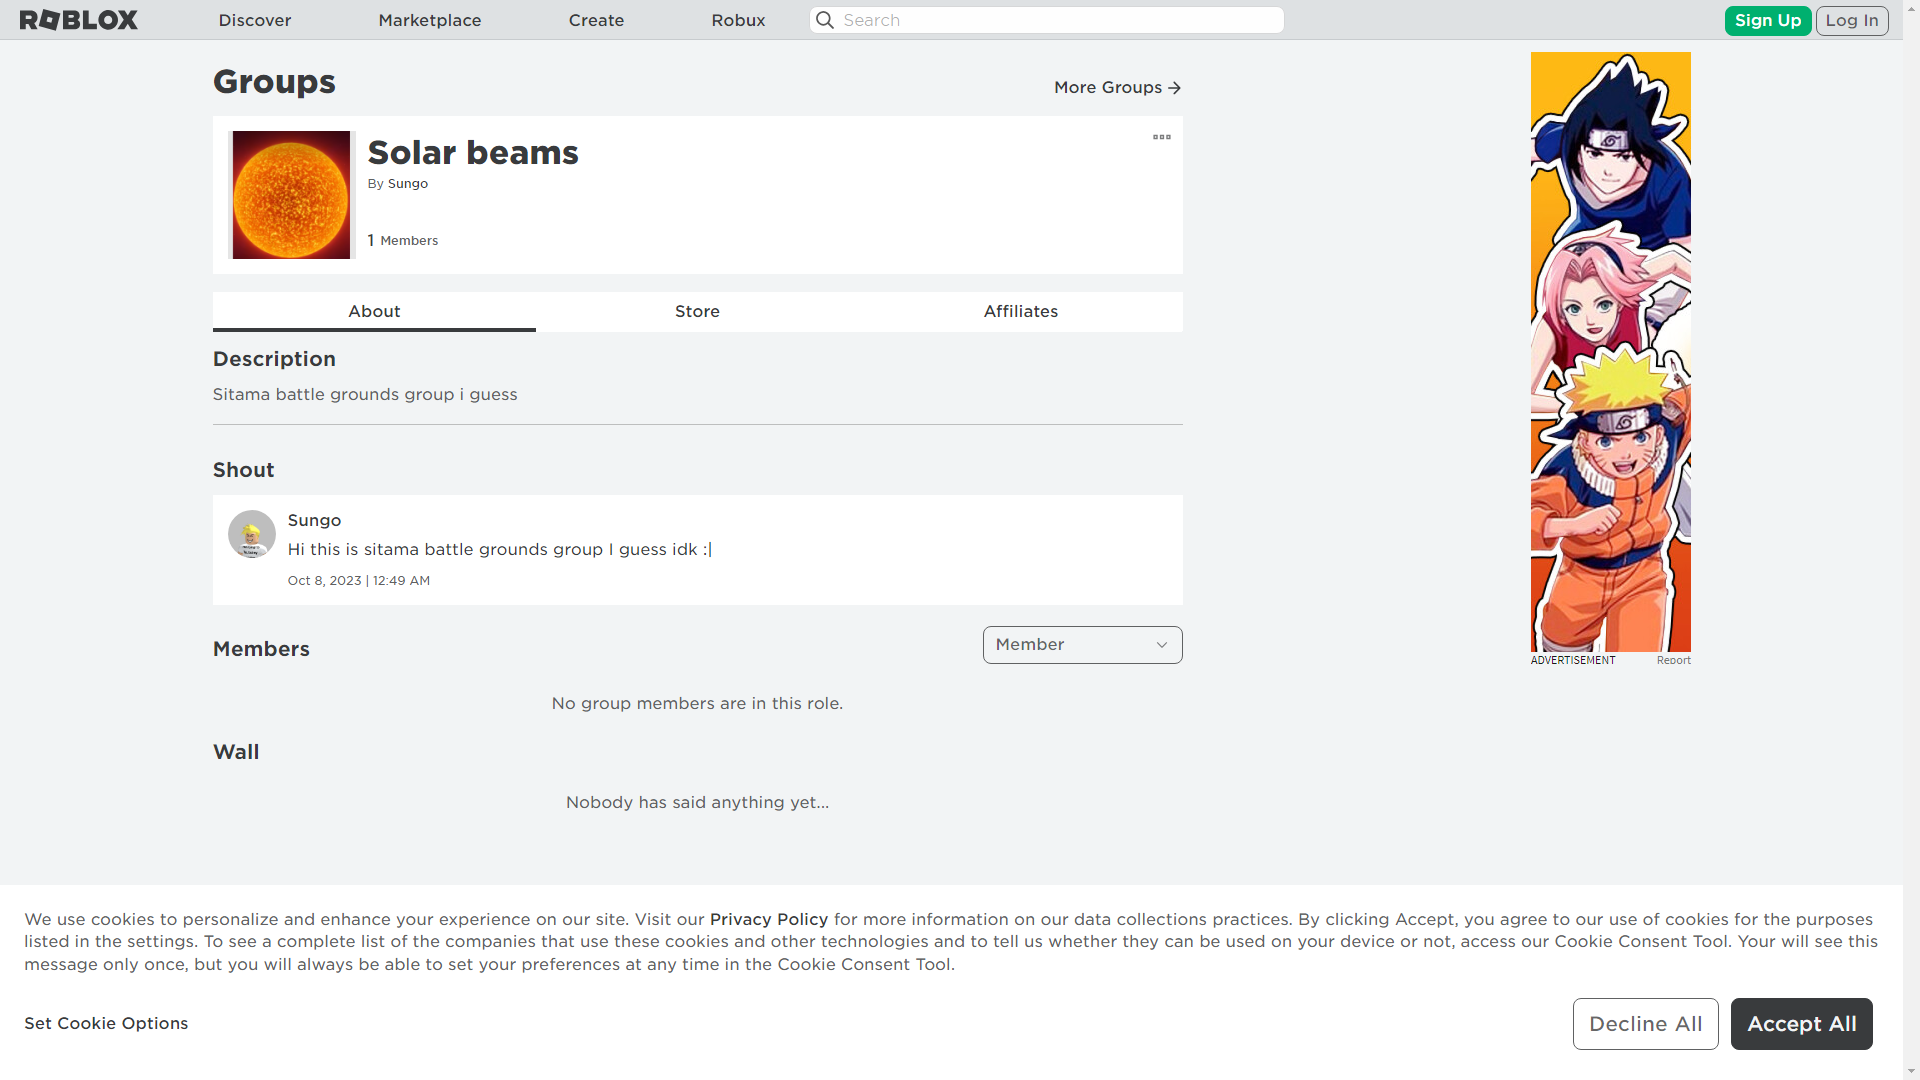 ROBLOX
Discover
Marketplace
Create
Robux
Search
Sign Up
Log In
Groups
More Groups
Solar beams
By Sungo
1 Members
About
Store
Affiliates
Description
Sitama battle grounds group i guess
Shout
Sungo
Hi this is sitama battle grounds group I guess idk :|
Oct 8, 2023 | 12:49 AM
Members
Member
No group members are in this role.
Wall
Nobody has said anything yet...
ADVERTISEMENT
Report
We use cookies to personalize and enhance your experience on our site. Visit our Privacy Policy for more information on our data collections practices. By clicking Accept, you agree to our use of cookies for the purposes
listed in the settings. To see a complete list of the companies that use these cookies and other technologies and to tell us whether they can be used on your device or not, access our Cookie Consent Tool. Your will see this
message only once, but you will always be able to set your preferences at any time in the Cookie Consent Tool.
Set Cookie Options
Decline All
Accept All